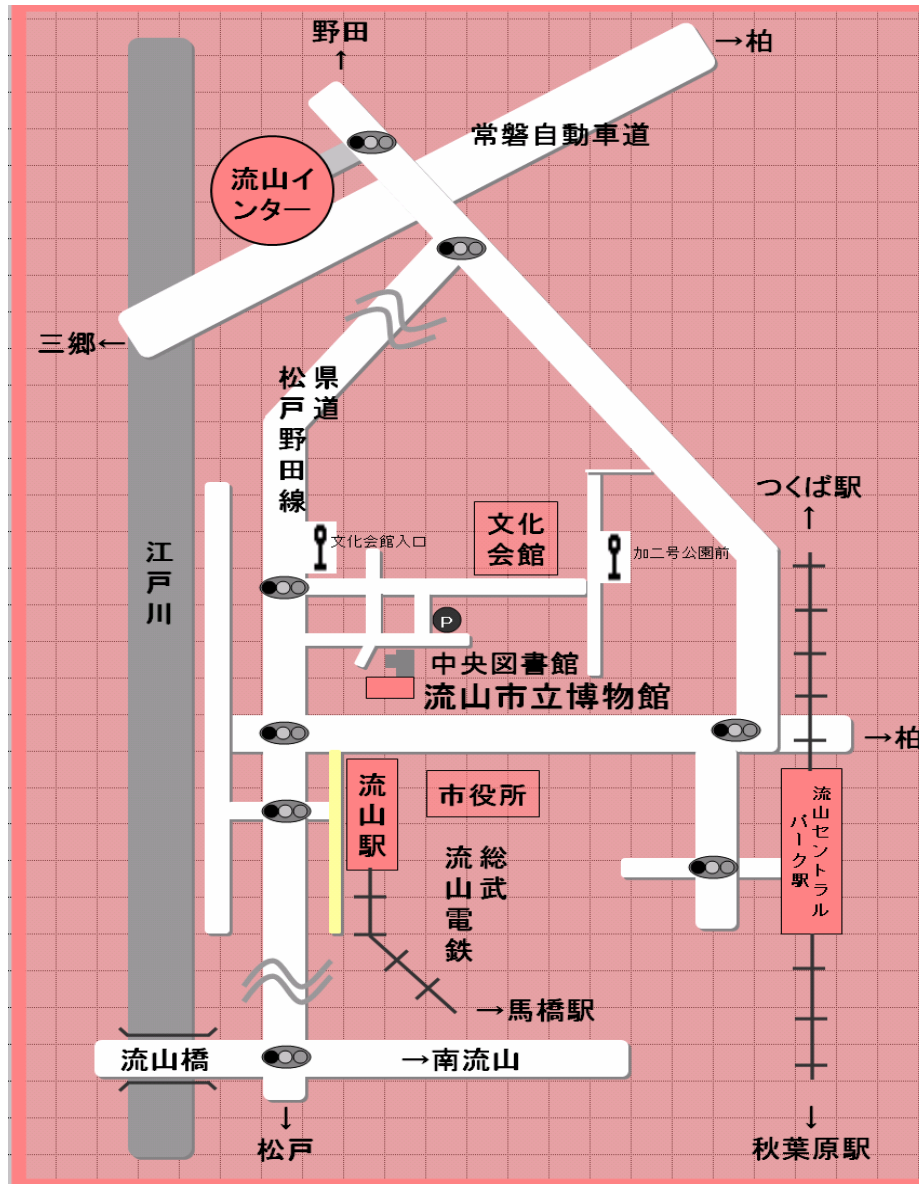 野田
↑
→柏
常磐自動車道
流山イ
ンター
三郷←
県道
松戸野田線
つくば駅
↑
文化
会館
文化会館入口
加二号公園前
江戸川
P
中央図書館
流山市立博物館
→柏
流山駅
市役所
流山セントラル
パーク駅
総武
流山電鉄
→馬橋駅
流山橋
→南流山
↓
松戸
↓
秋葉原駅